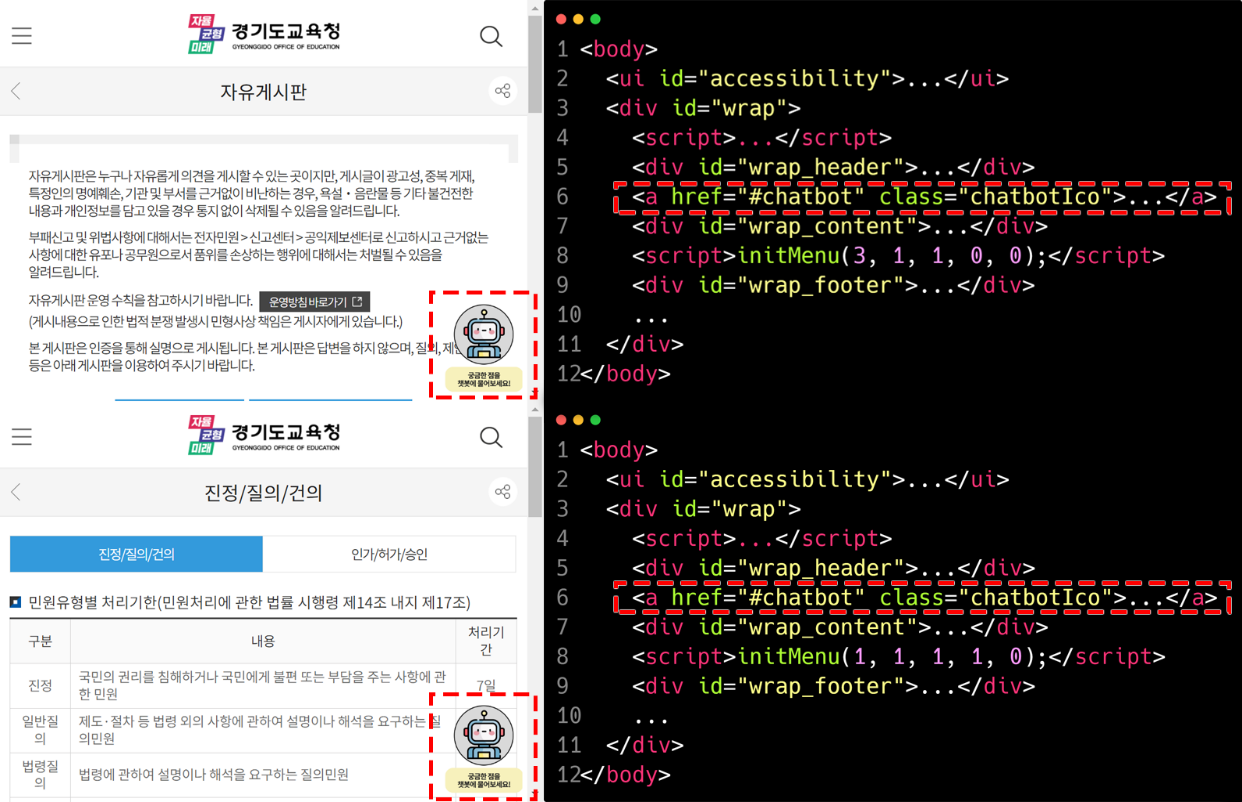 자율
균형
미래
경기도교육청
GYEONGGIDO OFFICE OF EDUCATION
자유게시판
자유게시판은 누구나 자유롭게 의견을 게시할 수 있는 곳이지만, 게시글이 광고성, 중복 게재,
특정인의 명예훼손, 기관 및 부서를 근거없이 비난하는 경우, 욕설・음란물 등 기타 불건전한
내용과 개인정보를 담고 있을 경우 통지 없이 삭제될 수 있음을 알려드립니다.
부패신고 및 위법사항에 대해서는 전자민원 > 신고센터 > 공익제보센터로 신고하시고 근거없는
사항에 대한 유포나 공무원으로서 품위를 손상하는 행위에 대해서는 처벌될 수 있음을
알려드립니다.
자유게시판 운영 수칙을 참고하시기 바랍니다. 운영방침 바로가기
(게시내용으로 인한 법적 분쟁 발생시 민형사상 책임은 게시자에게 있습니다.)
본 게시판은 인증을 통해 실명으로 게시됩니다. 본 게시판은 답변을 하지 않으며, 질의, 제안
등은 아래 게시판을 이용하여 주시기 바랍니다.
궁금한 점을
챗봇에 물어보세요!
1 <body>
2 <ui id="accessibility">...</ui>
3 <div id="wrap">
4 <script>...</script>
5 <div id="wrap_header">...</div>
6 <a href="#chatbot" class="chatbotIco">...</a>
7 <div id="wrap_content">...</div>
8 <script>initMenu(3, 1, 1, 0, 0);</script>
9 <div id="wrap_footer">...</div>
10 ...
11 </div>
12 </body>
자율
균형
미래
경기도교육청
GYEONGGIDO OFFICE OF EDUCATION
진정/질의/건의
진정/질의/건의 인가/허가/승인
민원유형별 처리기한(민원처리에 관한 법률 시행령 제14조 내지 제17조)
구분 내용 처리기
간
진정 국민의 권리를 침해하거나 국민에게 불편 또는 부담을 주는 사항에 관
한 민원 7일
일반질
의 제도·절차 등 법령 외의 사항에 관하여 설명이나 해석을 요구하는 질
의민원
법령질
의 법령에 관하여 설명이나 해석을 요구하는 질의민원
궁금한 점을
챗봇에 물어보세요!
1 <body>
2 <ui id="accessibility">...</ui>
3 <div id="wrap">
4 <script>...</script>
5 <div id="wrap_header">...</div>
6 <a href="#chatbot" class="chatbotIco">...</a>
7 <div id="wrap_content">...</div>
8 <script>initMenu(1, 1, 1, 1, 0);</script>
9 <div id="wrap_footer">...</div>
10 ...
11 </div>
12 </body>